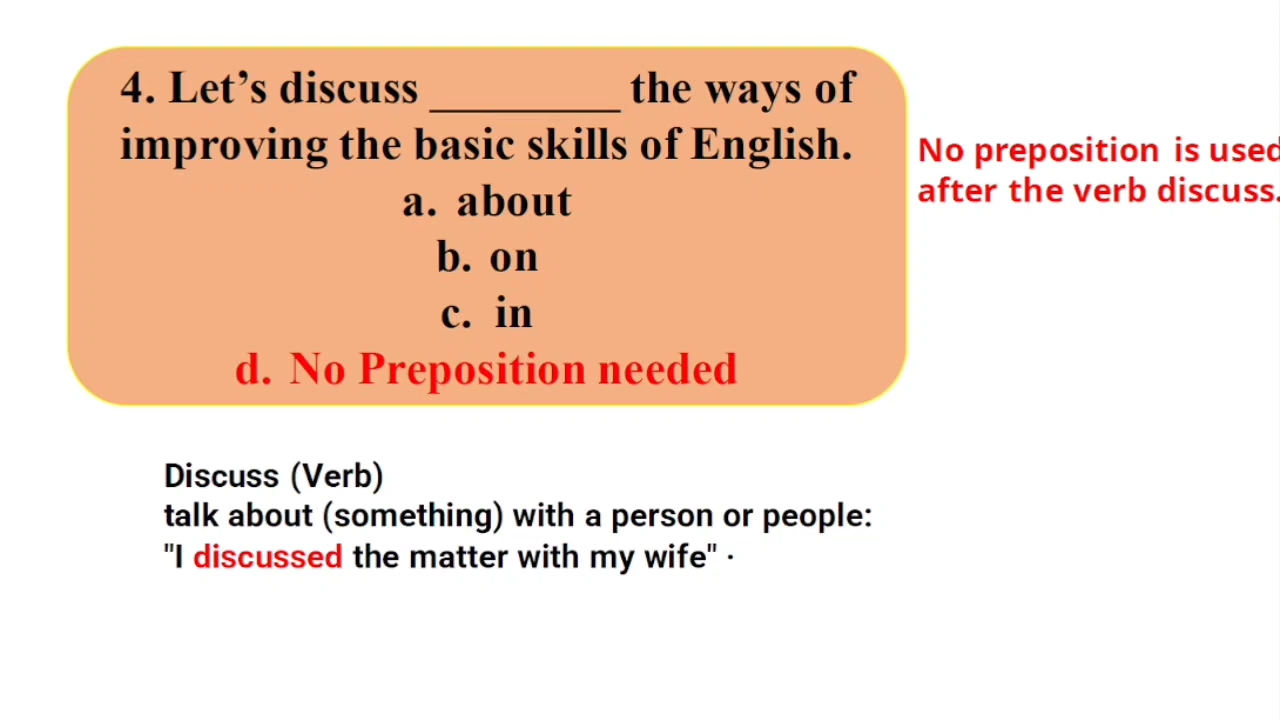 4. Let’s discuss ________ the ways of
improving the basic skills of English.
a. about
b. on
c. in
d. No Preposition needed
No preposition is used
after the verb discuss.
Discuss (Verb)
talk about (something) with a person or people:
"I discussed the matter with my wife" ·